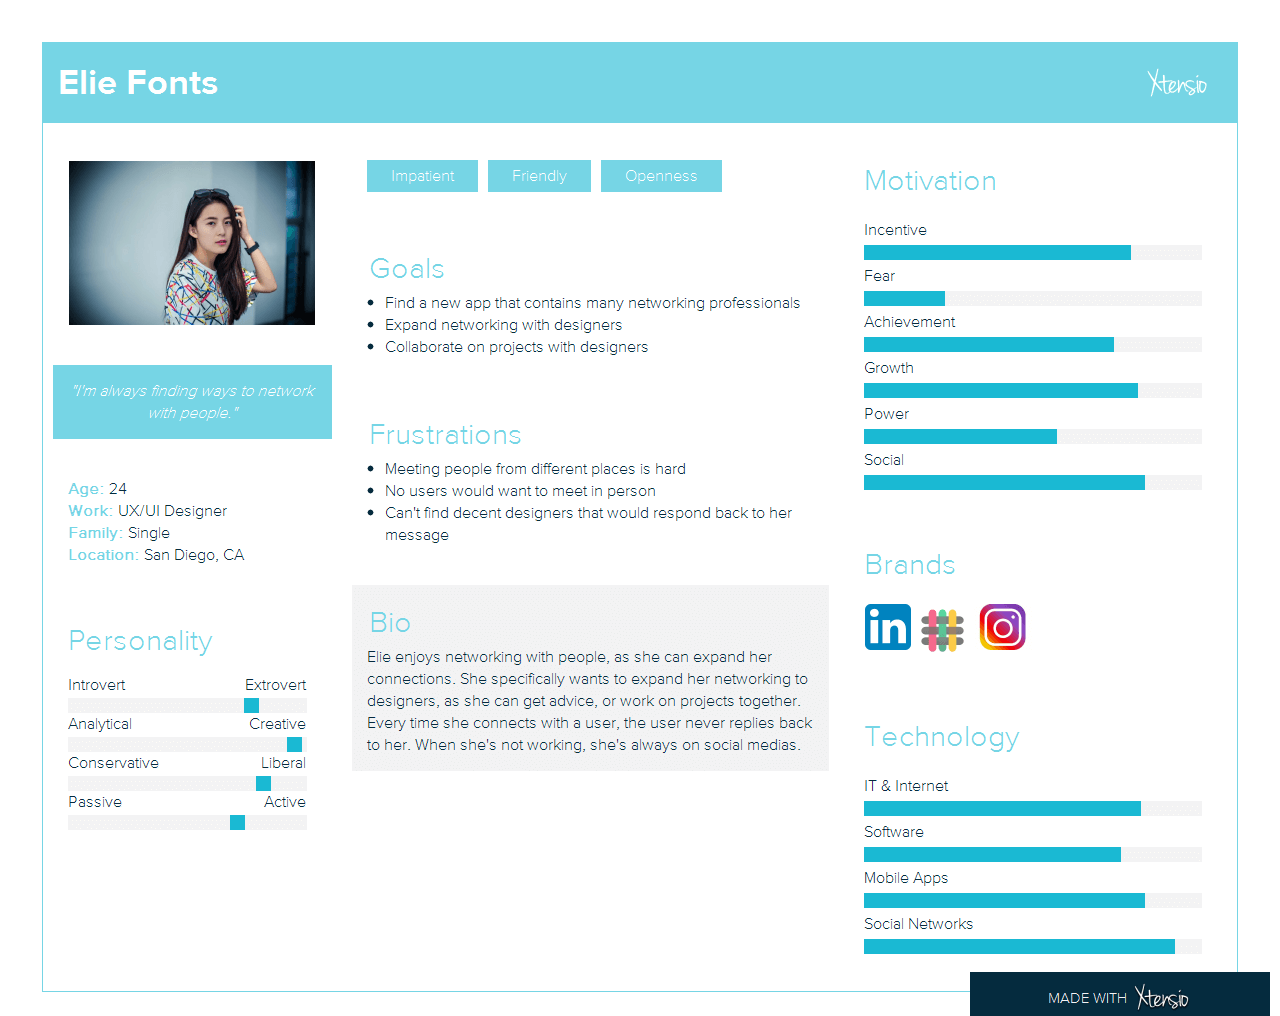 Elie Fonts
Xtensio
Impatient
Friendly
Openness
"I'm always finding ways to network
with people."
Age: 24
Work: UX/UI Designer
Family: Single
Location: San Diego, CA
Personality
Introvert Extrovert
Analytical Creative
Conservative Liberal
Passive Active
Goals
Find a new app that contains many networking professionals
Expand networking with designers
Collaborate on projects with designers
Frustrations
Meeting people from different places is hard
No users would want to meet in person
Can't find decent designers that would respond back to her
message
Bio
Elie enjoys networking with people, as she can expand her
connections. She specifically wants to expand her networking to
designers, as she can get advice, or work on projects together.
Every time she connects with a user, the user never replies back
to her. When she's not working, she's always on social medias.
Motivation
Incentive
Fear
Achievement
Growth
Power
Social
Brands
in
Technology
IT & Internet
Software
Mobile Apps
Social Networks
MADE WITH Xtensio